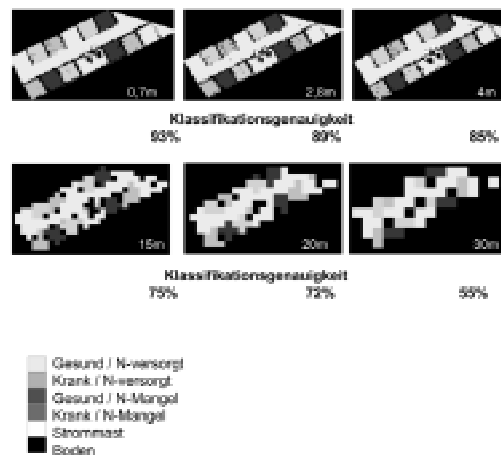 0,7m 2,8m 4m
Klassifikationsgenauigkeit
93% 89% 85%
15m 20m 30m
Klassifikationsgenauigkeit
75% 72% 55%
Gesund / N-versorgt
Krank / N-versorgt
Gesund / N-Mangel
Krank / N-Mangel
Strommast
Boden